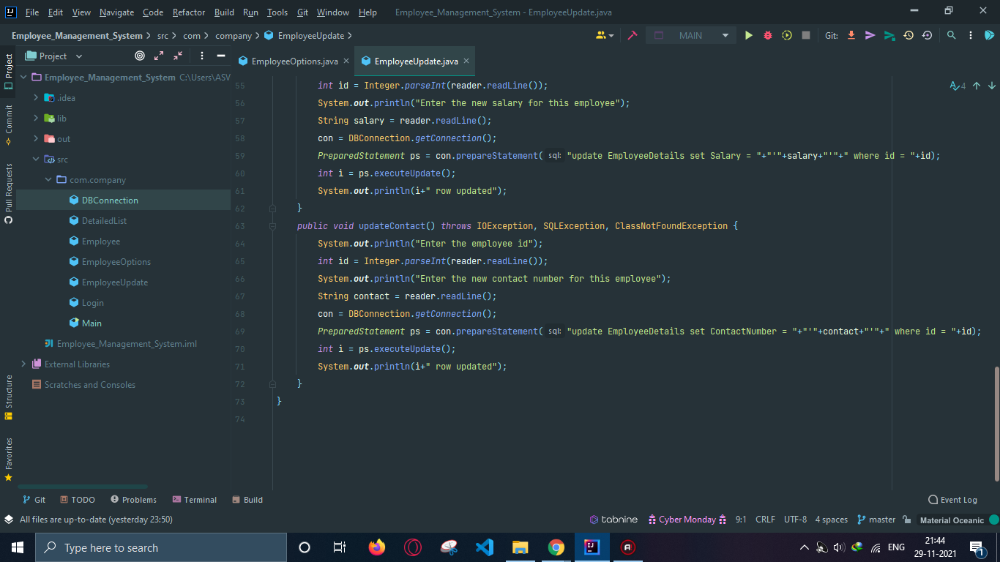 File Edit View Navigate Code Refactor Build Run Tools Git Window Help Employee_Management_System - EmployeeUpdate.java
Employee_Management_System src com company EmployeeUpdate MAIN Git:
Project
EmployeeOptions.java EmployeeUpdate.java
Employee_Management_System C:\Users\ASV
.idea
lib
out
src
com.company
DBConnection
DetailedList
Employee
EmployeeOptions
EmployeeUpdate
Login
Main
Employee_Management_System.iml
External Libraries
Scratches and Consoles
Project
Commit
Pull Requests
Structure
Favorites
4
55 int id = Integer.parseInt(reader.readLine());
56 System.out.println("Enter the new salary for this employee");
57 String salary = reader.readLine();
58 con = DBConnection.getConnection();
59 PreparedStatement ps = con.prepareStatement( sql: "update EmployeeDetails set Salary = "+"'"+salary+"'"+" where id = "+id);
60 int i = ps.executeUpdate();
61 System.out.println(i+" row updated");
62 }
63 public void updateContact() throws IOException, SQLException, ClassNotFoundException {
64 System.out.println("Enter the employee id");
65 int id = Integer.parseInt(reader.readLine());
66 System.out.println("Enter the new contact number for this employee");
67 String contact = reader.readLine();
68 con = DBConnection.getConnection();
69 PreparedStatement ps = con.prepareStatement( sql: "update EmployeeDetails set ContactNumber = "+"'"+contact+"'"+" where id = "+id);
70 int i = ps.executeUpdate();
71 System.out.println(i+" row updated");
72 }
73 }
74
Git TODO Problems Terminal Build Event Log
All files are up-to-date (yesterday 23:50) tabnine Cyber Monday 9:1 CRLF UTF-8 4 spaces master Material Oceanic
Type here to search ENG 21:44
29-11-2021 1